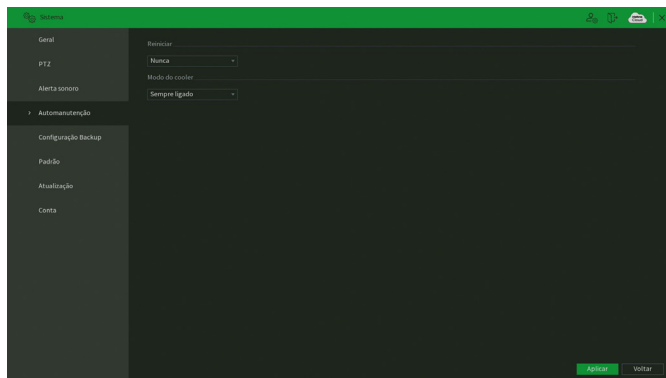 Sistema
Geral
PTZ
Alerta sonoro
Automanutenção
Configuração Backup
Padrão
Atualização
Conta
Reiniciar
Nunca
Modo do cooler
Sempre ligado
Aplicar
Voltar